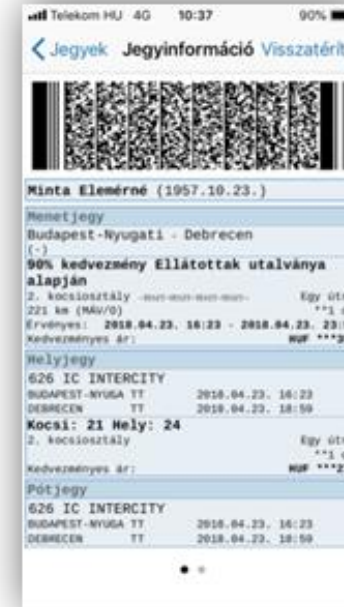 Telekom HU 4G 10:37 90%
Jegyek Jegyinformáció Visszatérít
Minta Elemérné (1957.10.23.)
Menetjegy
Budapest-Nyugati - Debrecen
(-)
90% kedvezmény Ellátottak utalványa
alapján
2. kocsiosztály Egy út
221 km (MÁV/0) **1
Érvényes: 2018.04.23. 16:23 - 2018.04.23. 23:
Kedvezményes ár: HUF ***
Helyjegy
626 IC INTERCITY
BUDAPEST-NYUGA TT 2018.04.23. 16:23
DEBRECEN TT 2018.04.23. 18:59
Kocsi: 21 Hely: 24
2. kocsiosztály Egy út
**1
Kedvezményes ár: HUF ***
Pótjegy
626 IC INTERCITY
BUDAPEST-NYUGA TT 2018.04.23. 16:23
DEBRECEN TT 2018.04.23. 18:59